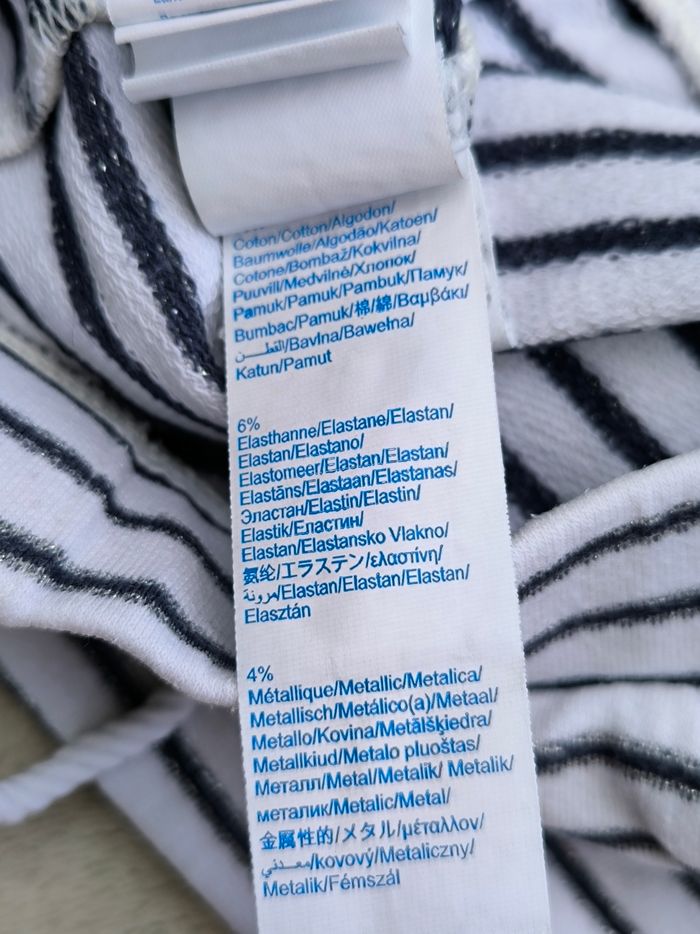 Coton/Cotton/Algodon/
Baumwolle/Algodão/Katoen/
Cotone/Bombaž/Kokvilna/
Puuvill/Medvilnė/Хлопок/
Pamuk/Pamuk/Pambuk/Памук/
Bumbac/Pamuk/棉/綿/Βαμβάκι/
القطن/Bavlna/Bawełna/
Katun/Pamut
6%
Elasthanne/Elastane/Elastan/
Elastan/Elastano/
Elastomeer/Elastan/Elastan/
Elastāns/Elastaan/Elastanas/
Эластан/Elastin/Elastin/
Elastik/Еластин/
Elastan/Elastansko Vlakno/
氨纶/エラステン/ελαστίνη/
مرونة/Elastan/Elastan/Elastan/
Elasztán
4%
Métallique/Metallic/Metalica/
Metallisch/Metálico(a)/Metaal/
Metallo/Kovina/Metālšķiedra/
Metallkiud/Metalo pluoštas/
Металл/Metal/Metalik/ Metalik/
металик/Metalic/Metal/
金属性的/メタル/μέταλλον/
معدني/kovový/Metaliczny/
Metalik/Fémszál